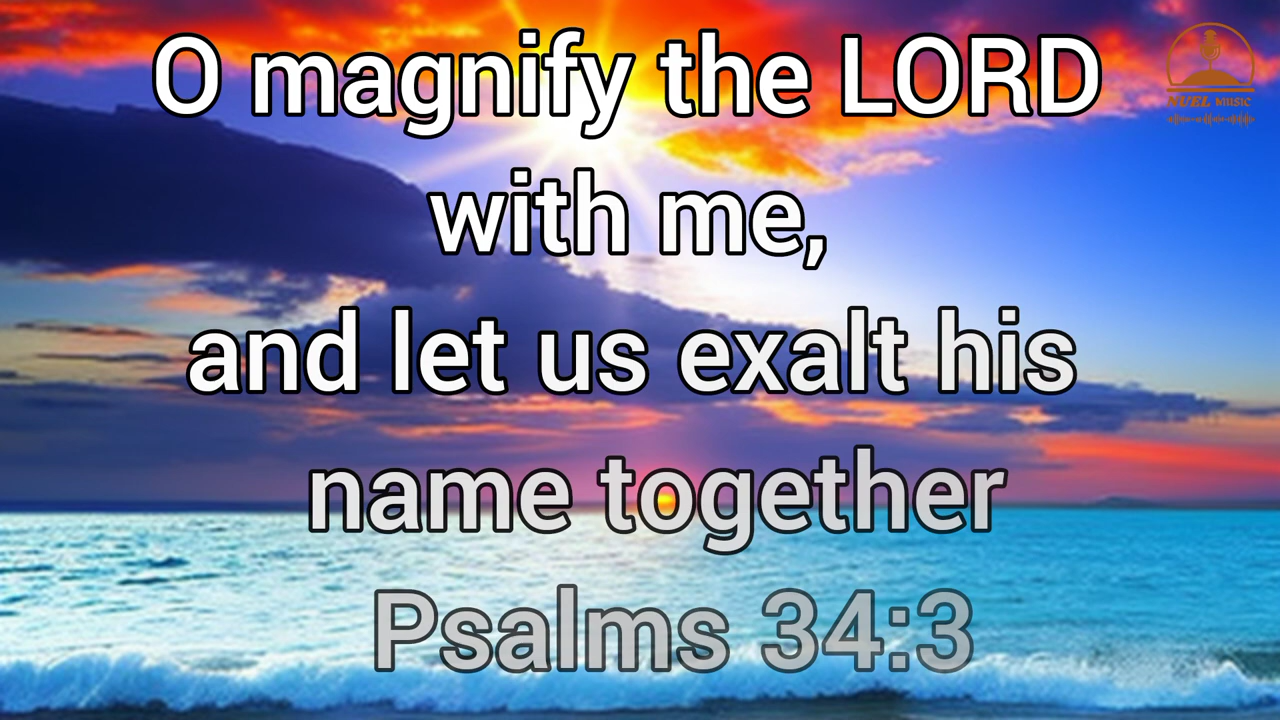 O magnify the LORD
with me,
and let us exalt his
name together
Psalms 34:3
NUEL MUSIC